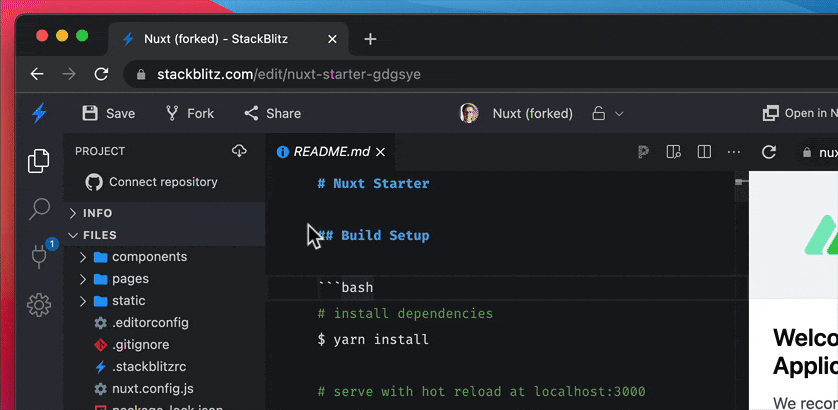 Nuxt (forked) - StackBlitz
stackblitz.com/edit/nuxt-starter-gdgsye
Save Fork Share Nuxt (forked) Open in N
PROJECT
Connect repository
INFO
FILES
components
pages
static
.editorconfig
.gitignore
.stackblitzrc
nuxt.config.js
package-lock.json
1
README.md
# Nuxt Starter
## Build Setup
```bash
# install dependencies
$ yarn install
# serve with hot reload at localhost:3000
nux
Welco
Applic
We recor